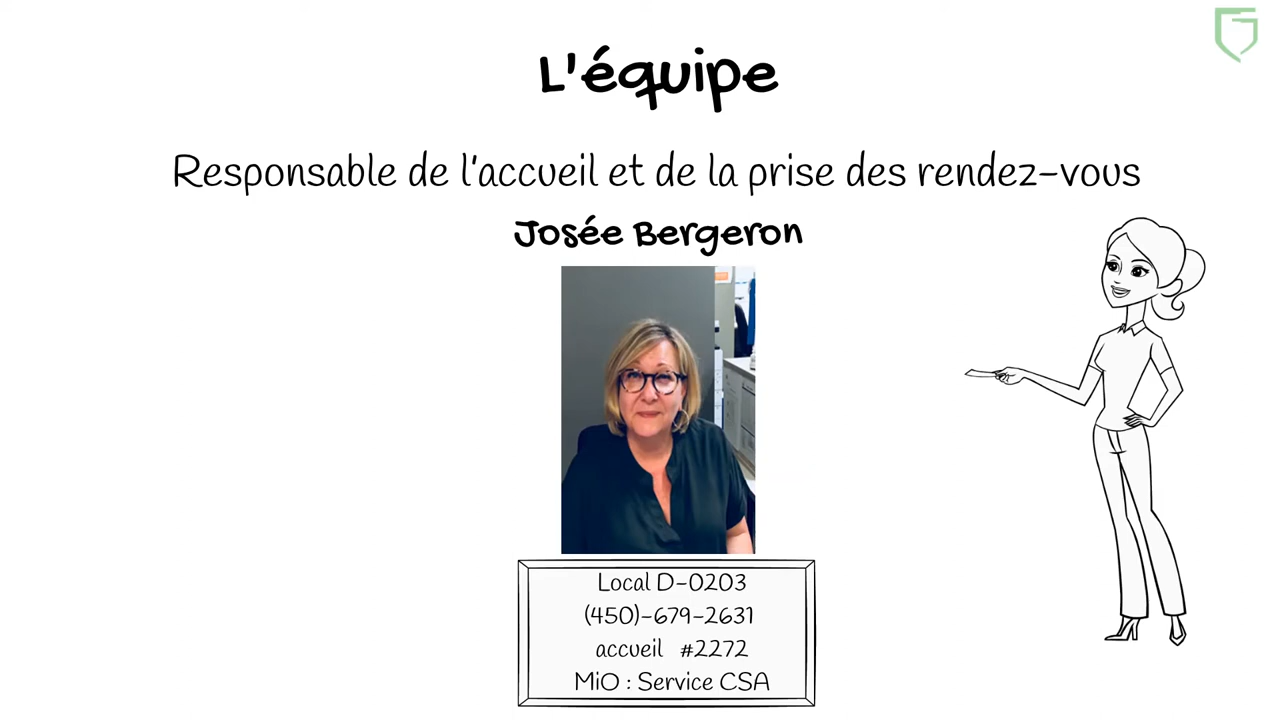 L'équipe
Responsable de l'accueil et de la prise des rendez-vous
Josée Bergeron
Local D-0203
(450)-679-2631
accueil #2272
MiO : Service CSA